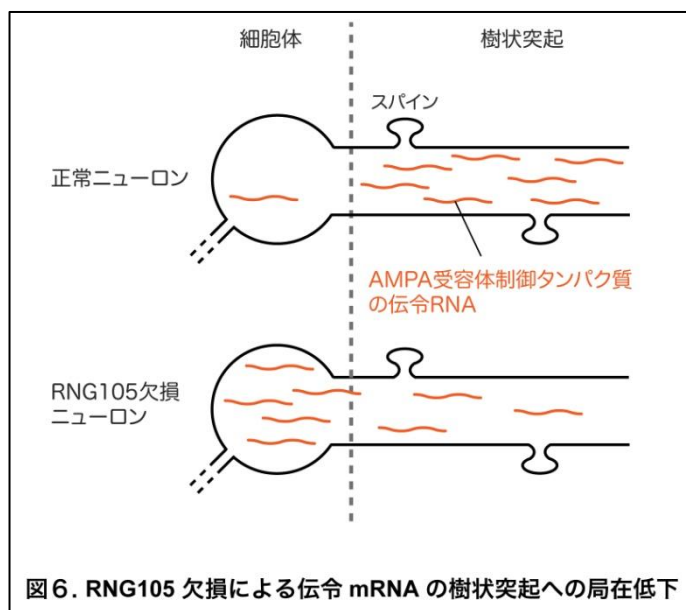 細胞体
樹状突起
スパイン
正常ニューロン
AMPA受容体制御タンパク質
の伝令RNA
RNG105欠損
ニューロン
図6. RNG105 欠損による伝令 mRNA の樹状突起への局在低下